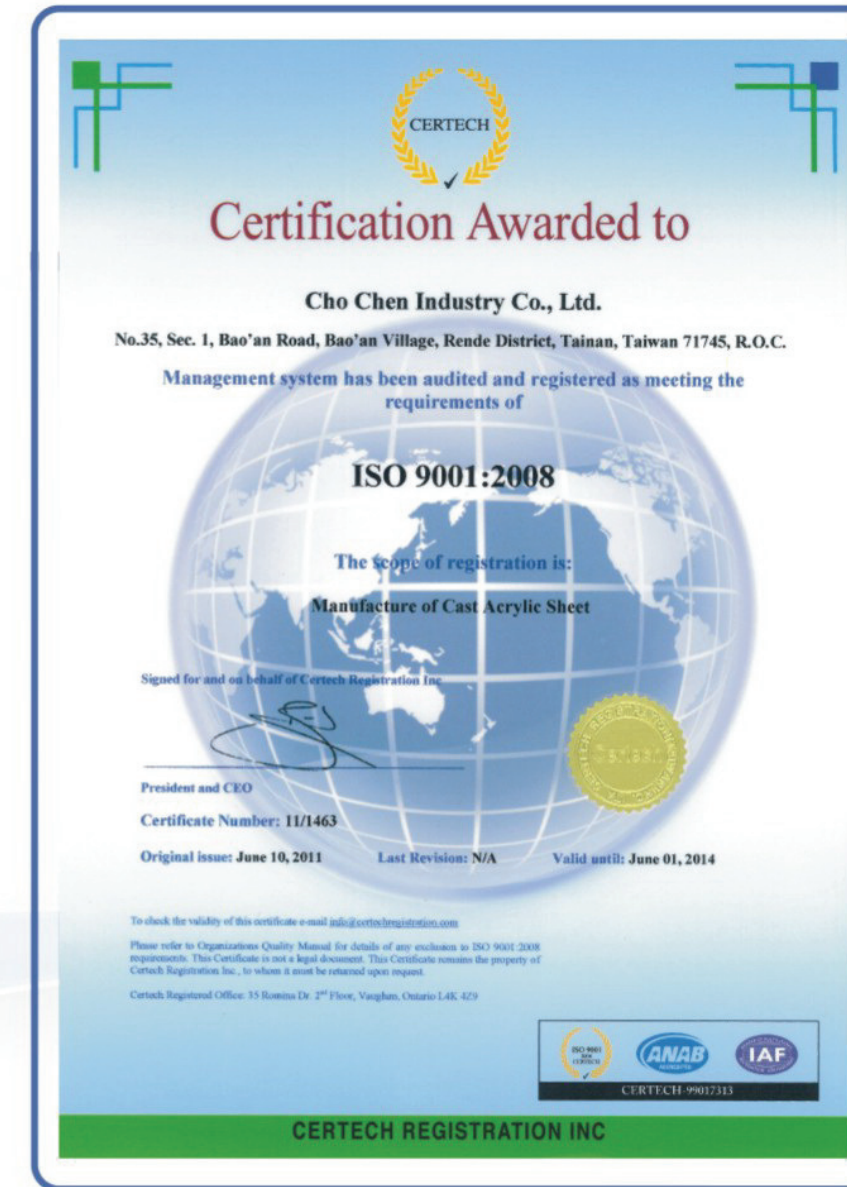 CERTECH
Certification Awarded to
Cho Chen Industry Co., Ltd.
No.35, Sec. 1, Bao'an Road, Bao'an Village, Rende District, Tainan, Taiwan 71745, R.O.C.
Management system has been audited and registered as meeting the
requirements of
ISO 9001:2008
The scope of registration is:
Manufacture of Cast Acrylic Sheet
Signed for and on behalf of Certech Registration Inc
President and CEO
Certificate Number: 11/1463
Original issue: June 10, 2011 Last Revision: N/A Valid until: June 01, 2014
To check the validity of this certificate e-mail info@certechregistration.com
Please refer to Organizations Quality Manual for details of any exclusion to ISO 9001:2008
requirements. This Certificate is not a legal document. This Certificate remains the property of
Certech Registration Inc., to whom it must be returned upon request.
Certech Registered Office: 35 Romina Dr. 2nd Floor, Vaughan, Ontario L4K 4Z9
ISO 9001
CERTECH
ANAB
ACCREDITED
IAF
CERTECH-99017313
CERTECH REGISTRATION INC